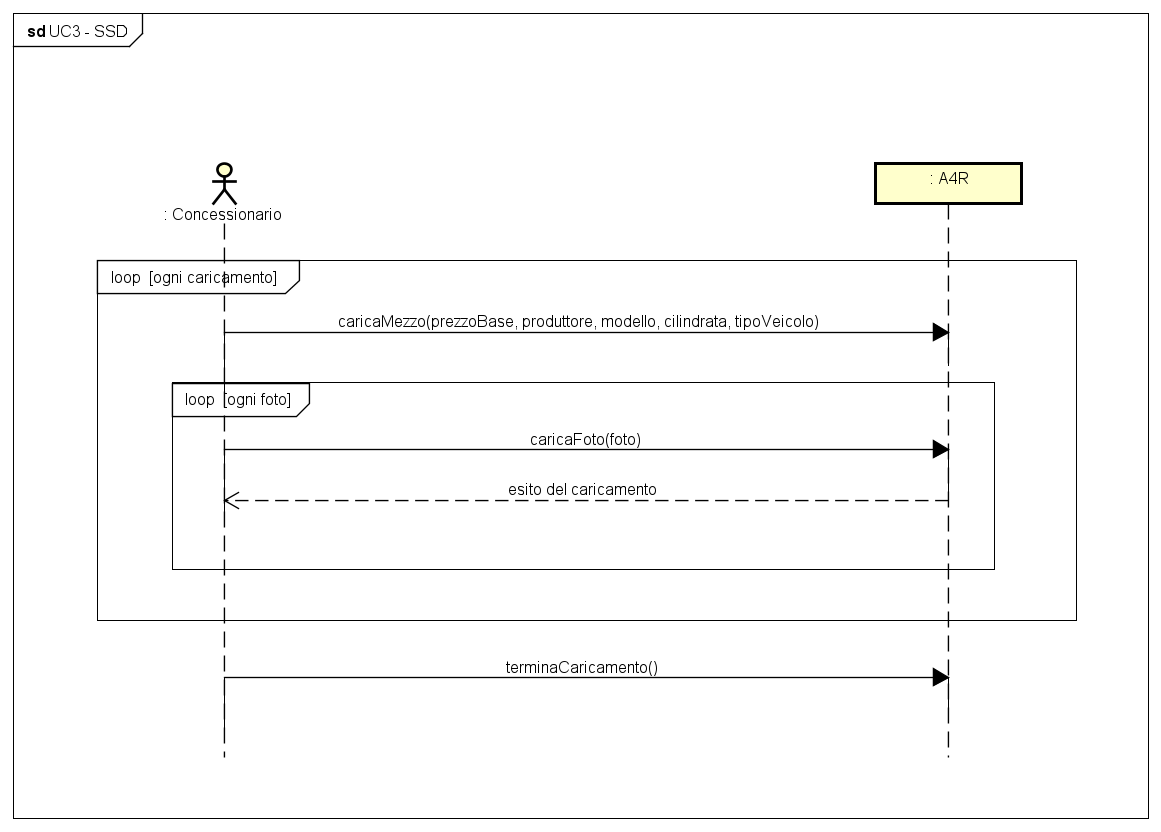 sd UC3 - SSD
: Concessionario
: A4R
loop [ogni caricamento]
caricaMezzo(prezzoBase, produttore, modello, cilindrata, tipoVeicolo)
loop [ogni foto]
caricaFoto(foto)
esito del caricamento
terminaCaricamento()